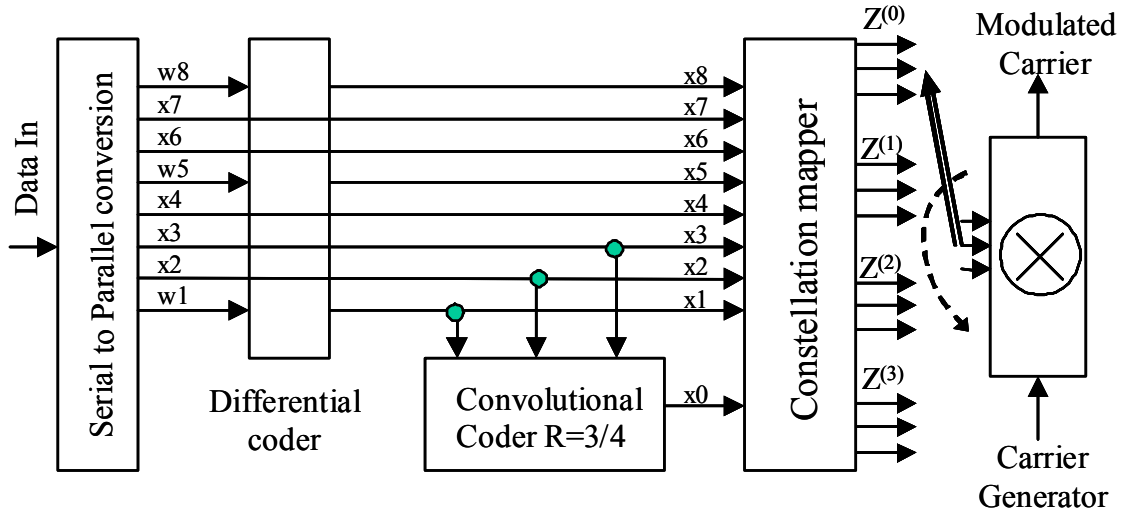 Data In
Serial to Parallel conversion
w8
x7
x6
w5
x4
x3
x2
w1
Differential
coder
x8
x7
x6
x5
x4
x3
x2
x1
Convolutional
Coder R=3/4
x0
Constellation mapper
Z(0)
Z(1)
Z(2)
Z(3)
Modulated
Carrier
Carrier
Generator